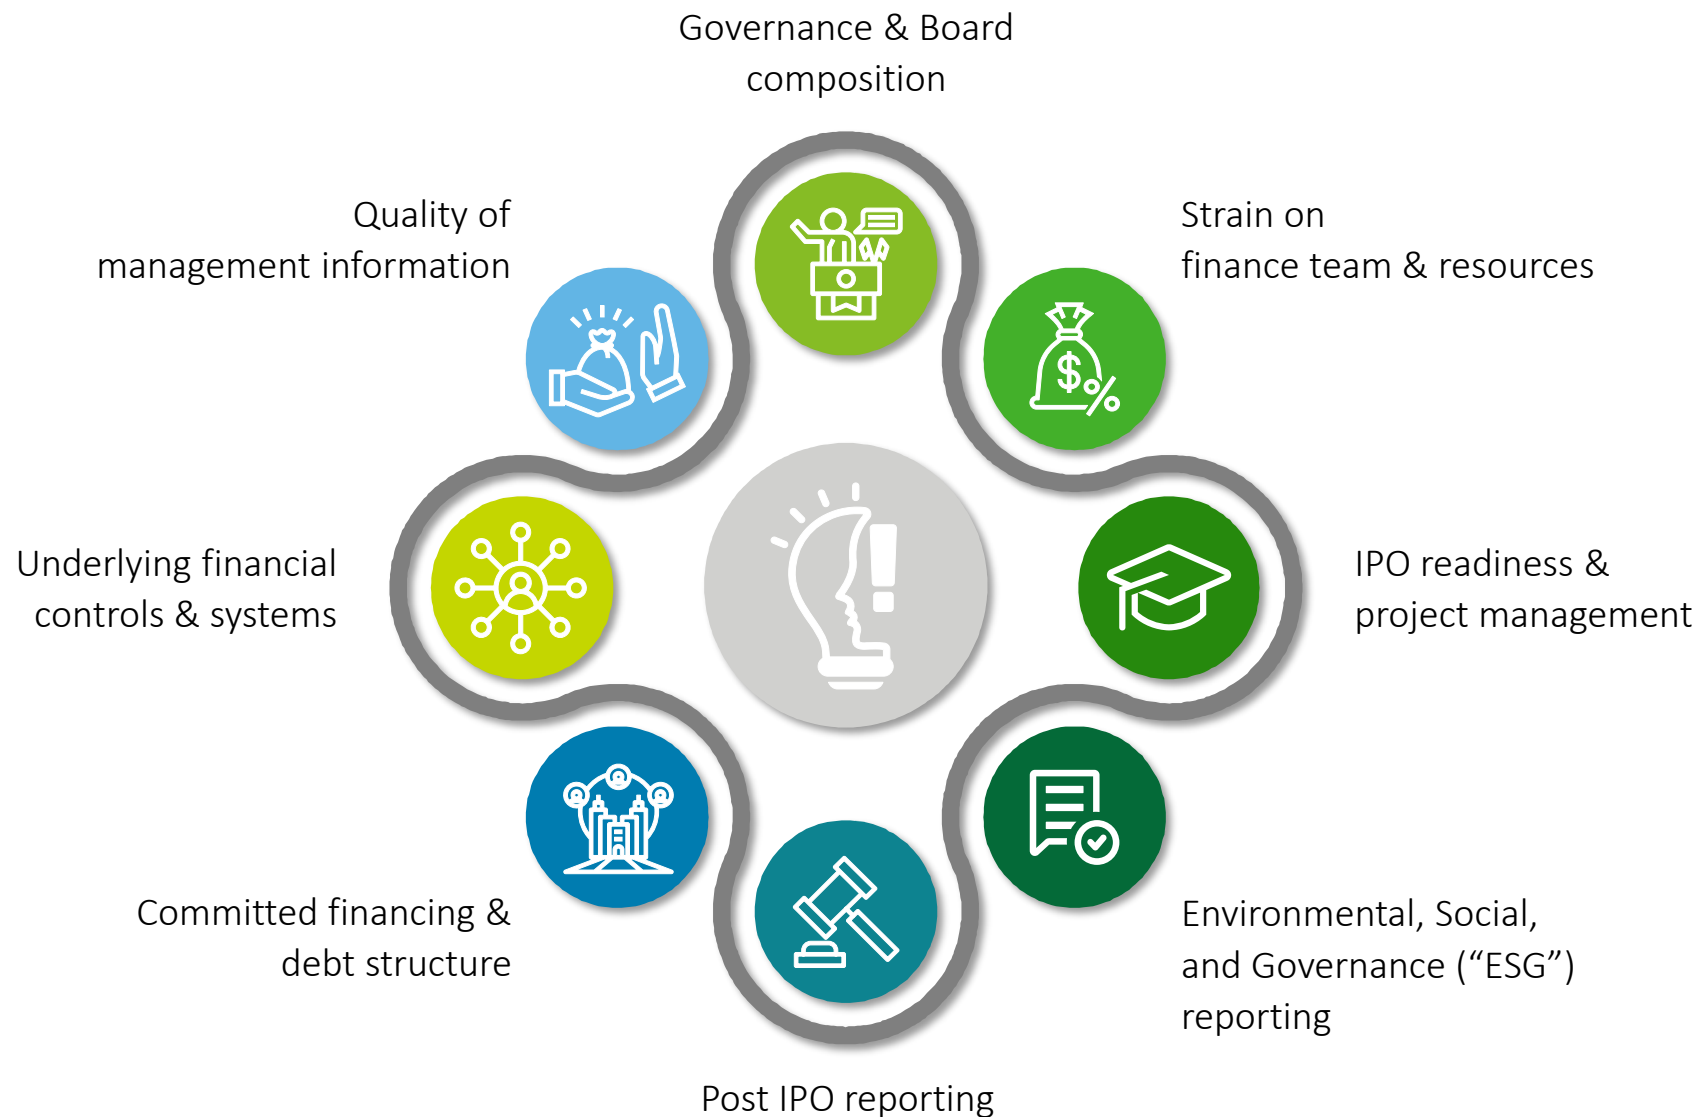 Governance & Board
composition
Quality of
management information
Strain on
finance team & resources
Underlying financial
controls & systems
$%
IPO readiness &
project management
Committed financing &
debt structure
Environmental, Social,
and Governance (“ESG”)
reporting
Post IPO reporting